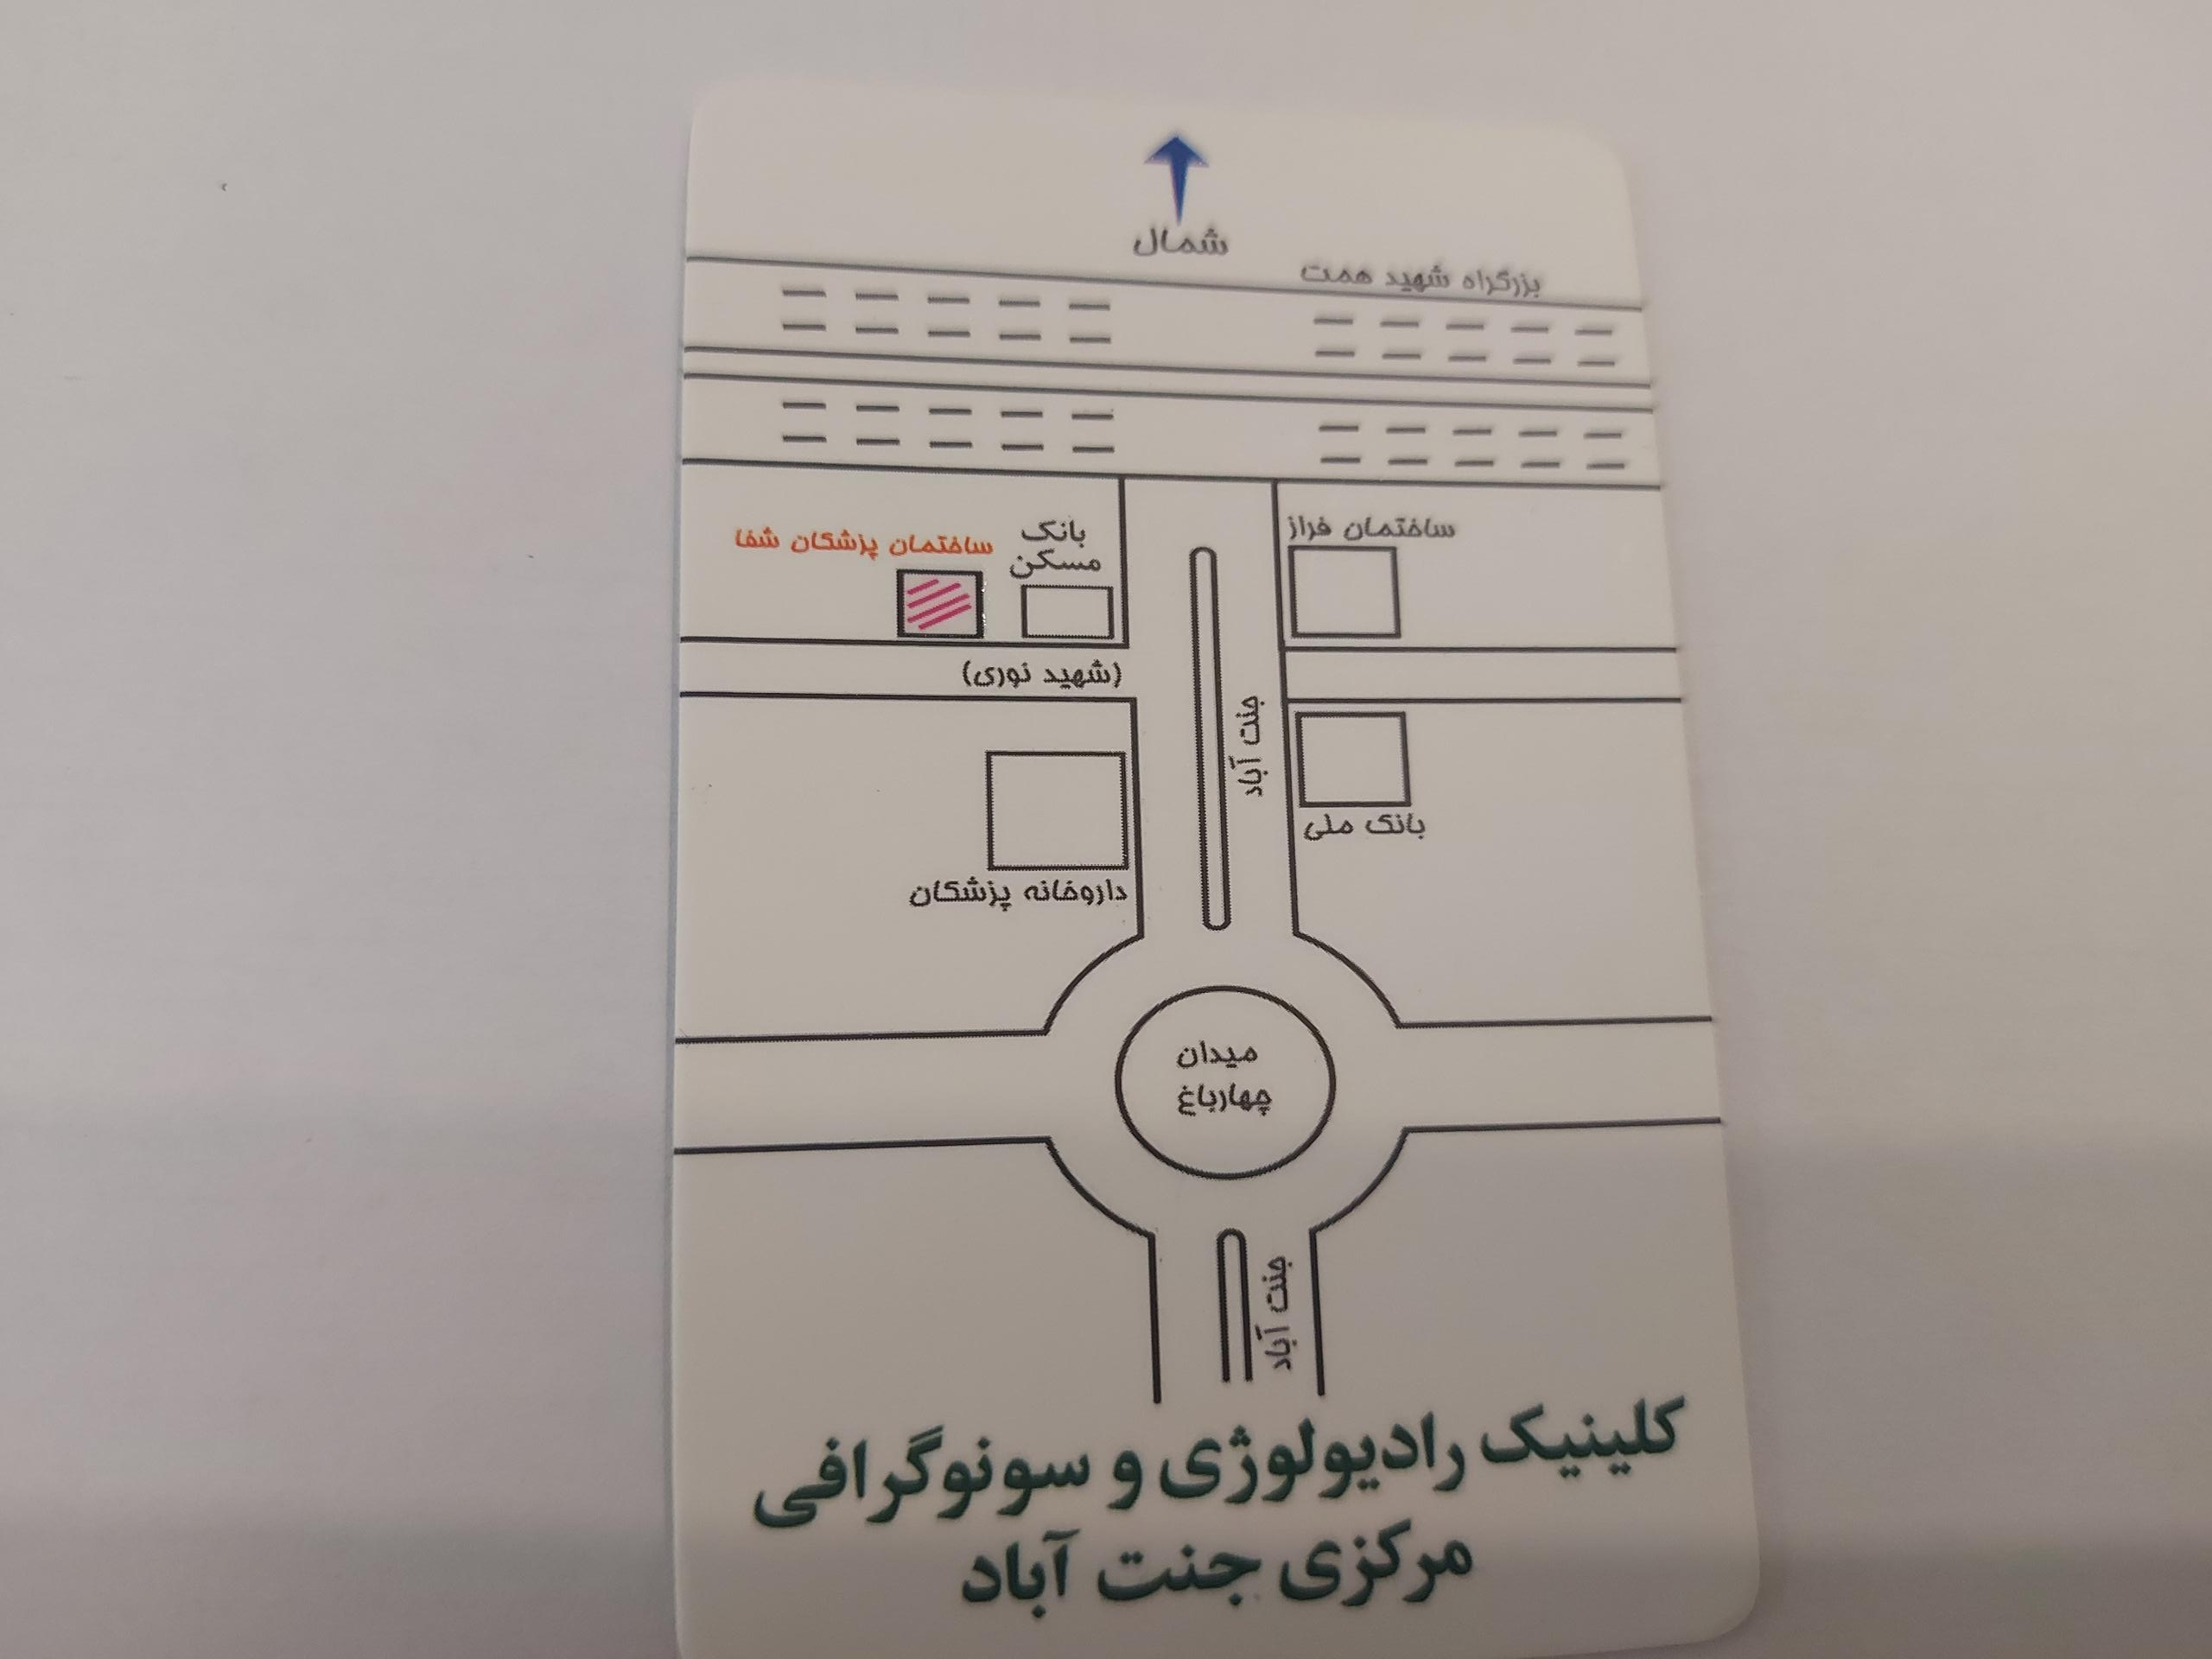 شمال
بزرگراه شهید همت
ساختمان فراز
بانک
مسکن
ساختمان پزشکان شفا
(شهید نوری)
جنت آباد
بانک ملی
داروخانه پزشکان
میدان
چهارباغ
جنت آباد
کلینیک رادیولوژی و سونوگرافی
مرکزی جنت آباد